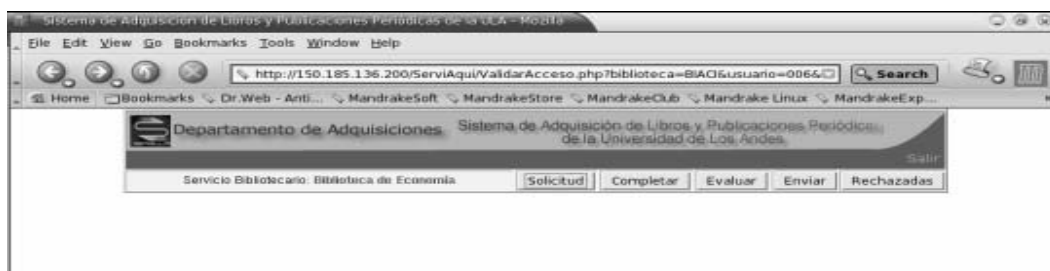 Sistema de Adquisición de Libros y Publicaciones Periódicas de la ULA - Mozilla
File Edit View Go Bookmarks Tools Window Help
http://150.185.136.200/ServiAqui/ValidarAcceso.php?biblioteca=BIACI&usuario=006& Search
Home Bookmarks Dr.Web - Anti... MandrakeSoft MandrakeStore MandrakeClub Mandrake Linux MandrakeExp...
Departamento de Adquisiciones Sistema de Adquisición de Libros y Publicaciones Periódicas
de la Universidad de Los Andes
Salir
Servicio Bibliotecario: Biblioteca de Economía Solicitud Completar Evaluar Enviar Rechazadas